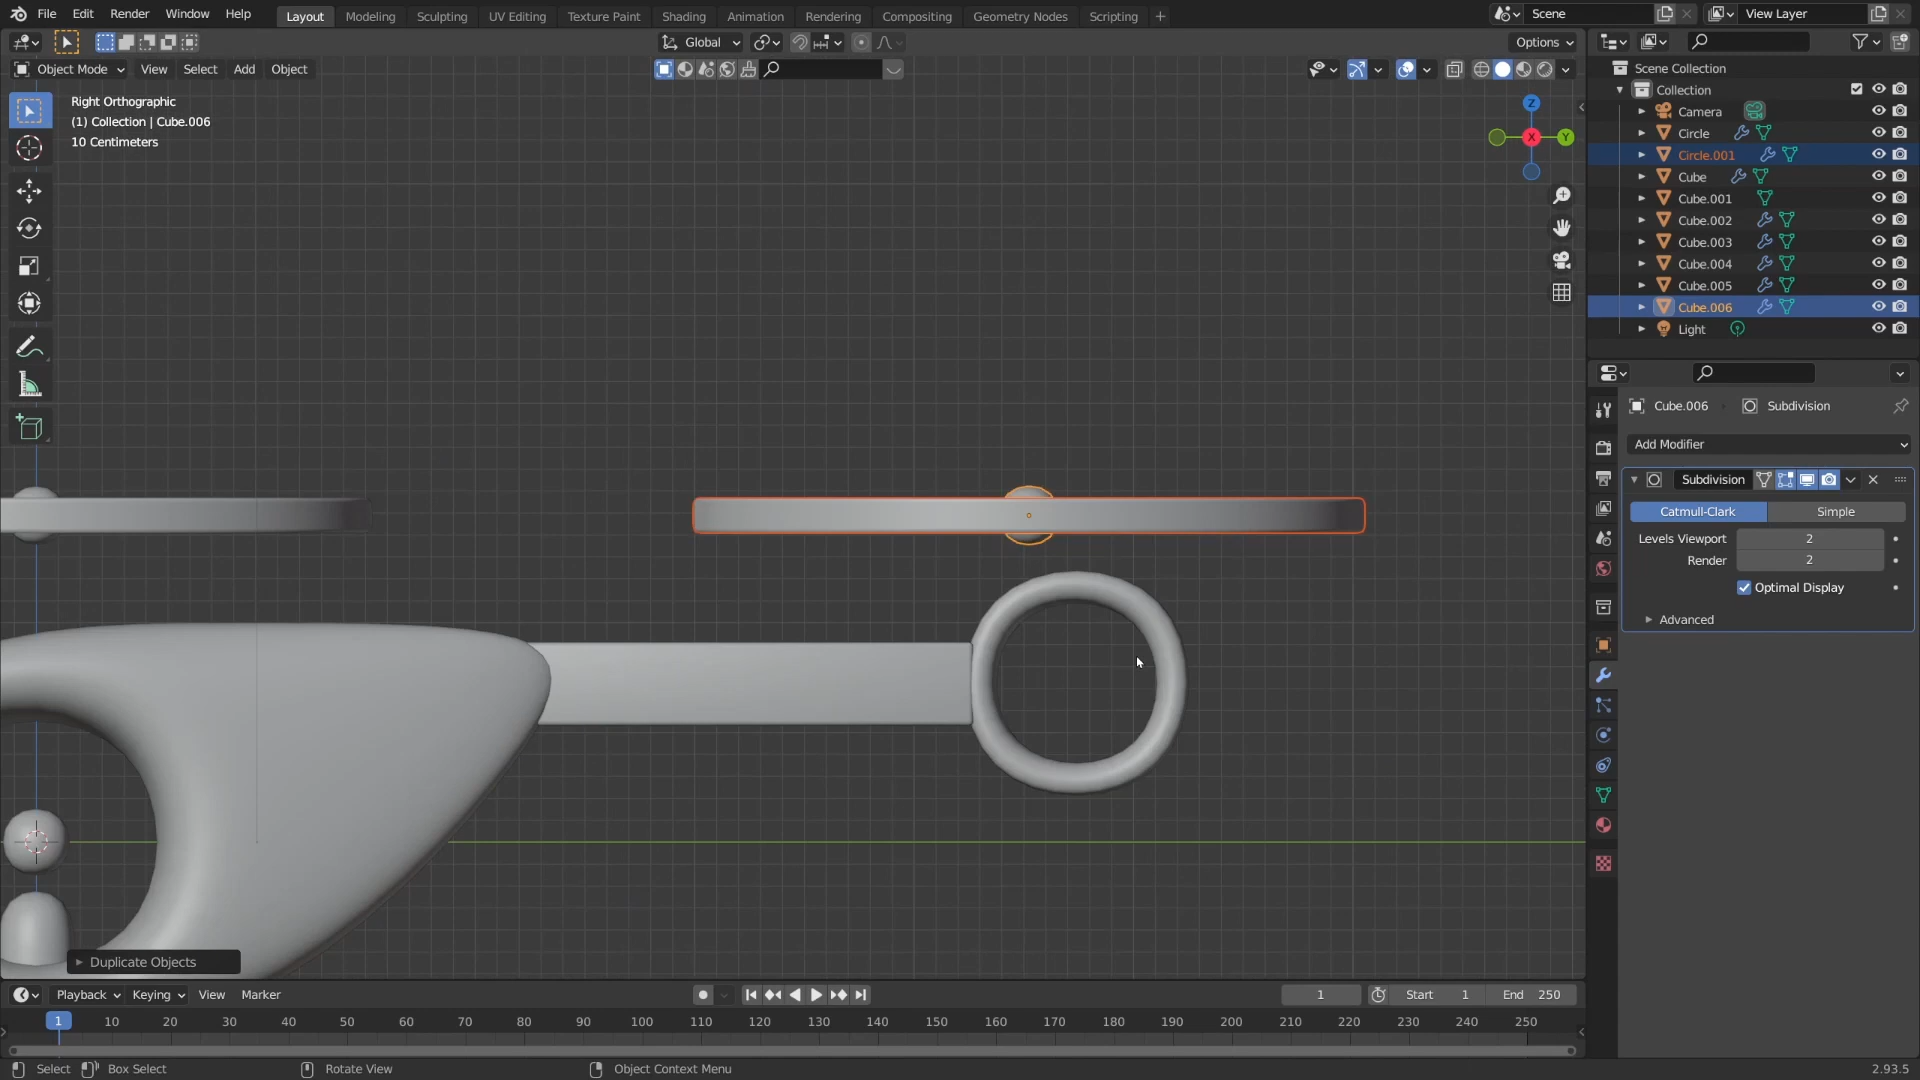 File Edit Render Window Help Layout Modeling Sculpting UV Editing Texture Paint Shading Animation Rendering Compositing Geometry Nodes Scripting + Scene View Layer
Global Options
Object Mode View Select Add Object
Right Orthographic
(1) Collection | Cube.006
10 Centimeters
Z
X
Y
Scene Collection
Collection
Camera
Circle
Circle.001
Cube
Cube.001
Cube.002
Cube.003
Cube.004
Cube.005
Cube.006
Light
Cube.006 Subdivision
Add Modifier
Subdivision
Catmull-Clark Simple
Levels Viewport 2
Render 2
Optimal Display
Advanced
Duplicate Objects
Playback Keying View Marker 1 Start 1 End 250
1 10 20 30 40 50 60 70 80 90 100 110 120 130 140 150 160 170 180 190 200 210 220 230 240 250
Select Box Select Rotate View Object Context Menu 2.93.5